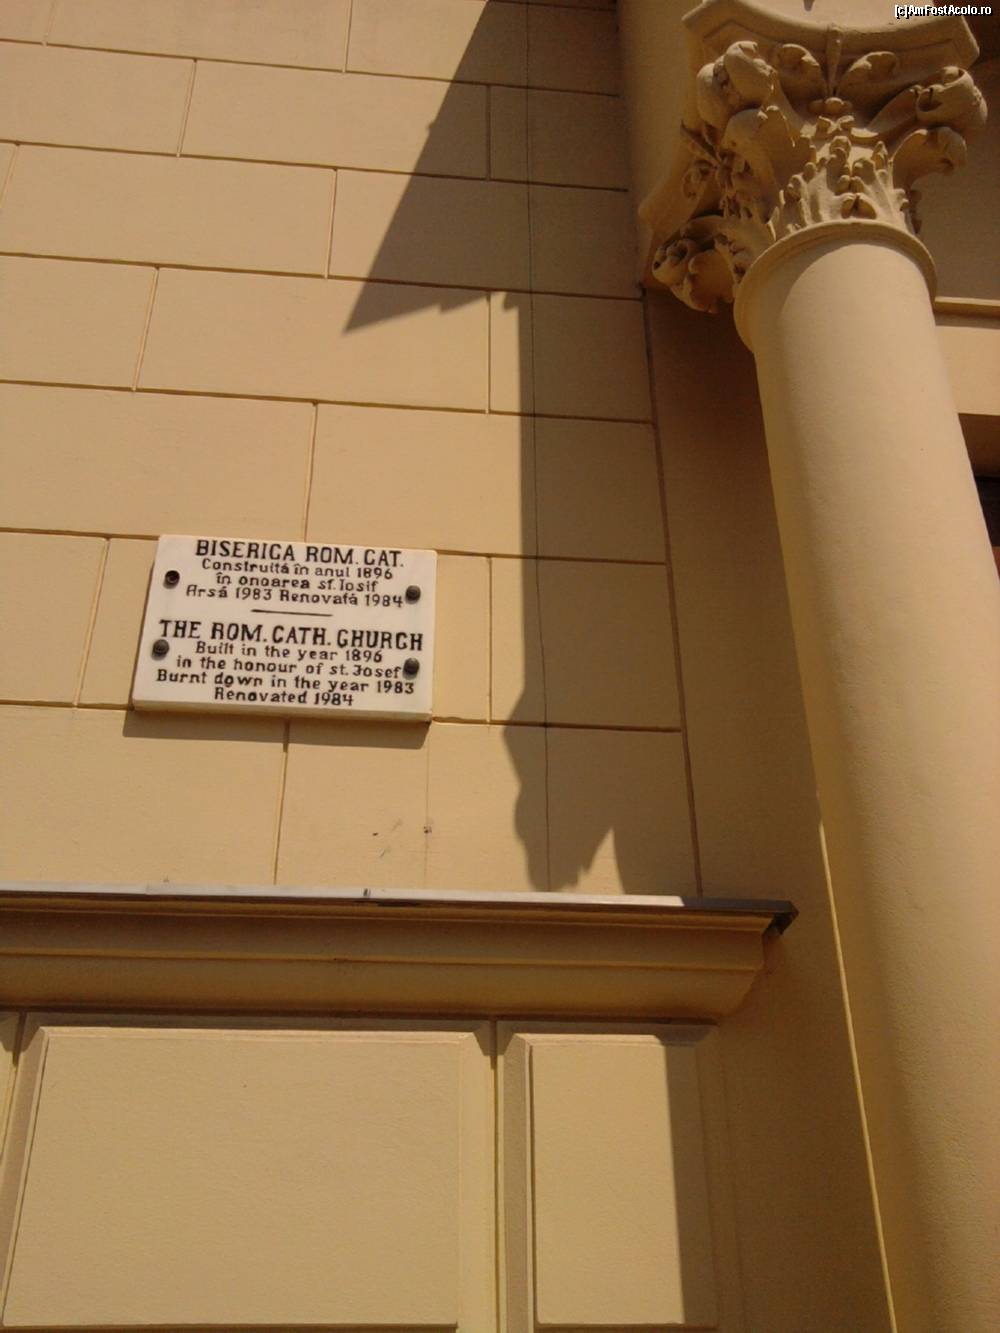 [c]AmFostAcolo.ro
BISERICA ROM. CAT.
Construită în anul 1896
în onoarea sf. Iosif
Arsă 1983 Renovată 1984
THE ROM. CATH. CHURCH
Built in the year 1896
in the honour of st. Josef
Burnt down in the year 1983
Renovated 1984